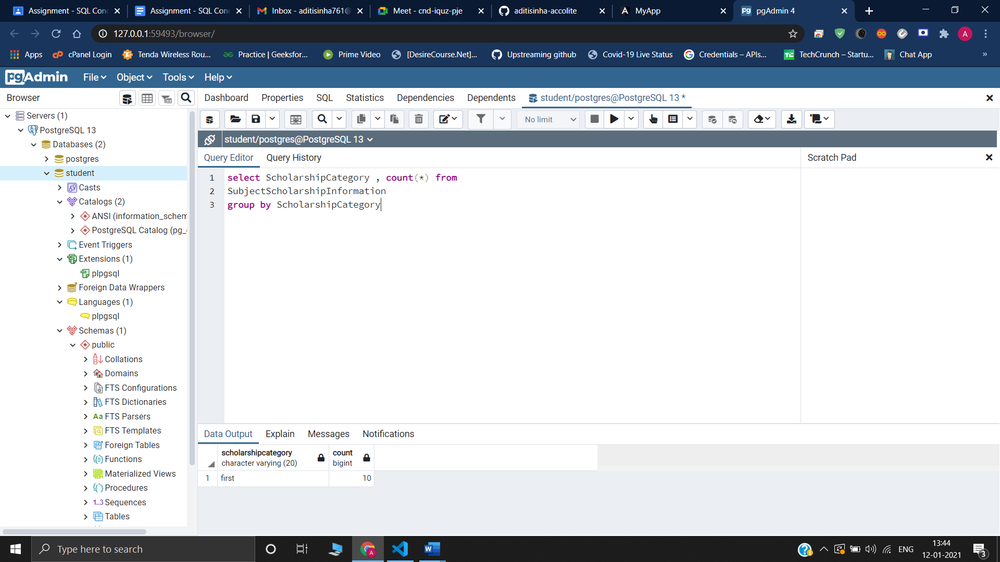 Assignment - SQL Con
Assignment - SQL Con
Inbox - aditisinha761@
Meet - cnd-iquz-pje
aditisinha-accolite
MyApp
pgAdmin 4
127.0.0.1:59493/browser/
A
Apps
cPanel Login
Tenda Wireless Rou...
Practice | Geeksfor...
Prime Video
[DesireCourse.Net]...
Upstreaming github
Covid-19 Live Status
Credentials – APIs...
TechCrunch – Startu...
Chat App
»
pgAdmin
File
Object
Tools
Help
Browser
Dashboard
Properties
SQL
Statistics
Dependencies
Dependents
student/postgres@PostgreSQL 13 *
No limit
student/postgres@PostgreSQL 13
Servers (1)
PostgreSQL 13
Databases (2)
postgres
student
Casts
Catalogs (2)
ANSI (information_schem
PostgreSQL Catalog (pg_
Event Triggers
Extensions (1)
plpgsql
Foreign Data Wrappers
Languages (1)
plpgsql
Schemas (1)
public
Collations
Domains
FTS Configurations
FTS Dictionaries
Aa FTS Parsers
FTS Templates
Foreign Tables
Functions
Materialized Views
Procedures
1..3 Sequences
Tables
Query Editor
Query History
Scratch Pad
1 select ScholarshipCategory , count(*) from
2 SubjectScholarshipInformation
3 group by ScholarshipCategory
Data Output
Explain
Messages
Notifications
scholarshipcategory
character varying (20)
count
bigint
1 first 10
Type here to search
ENG
13:44
12-01-2021
3